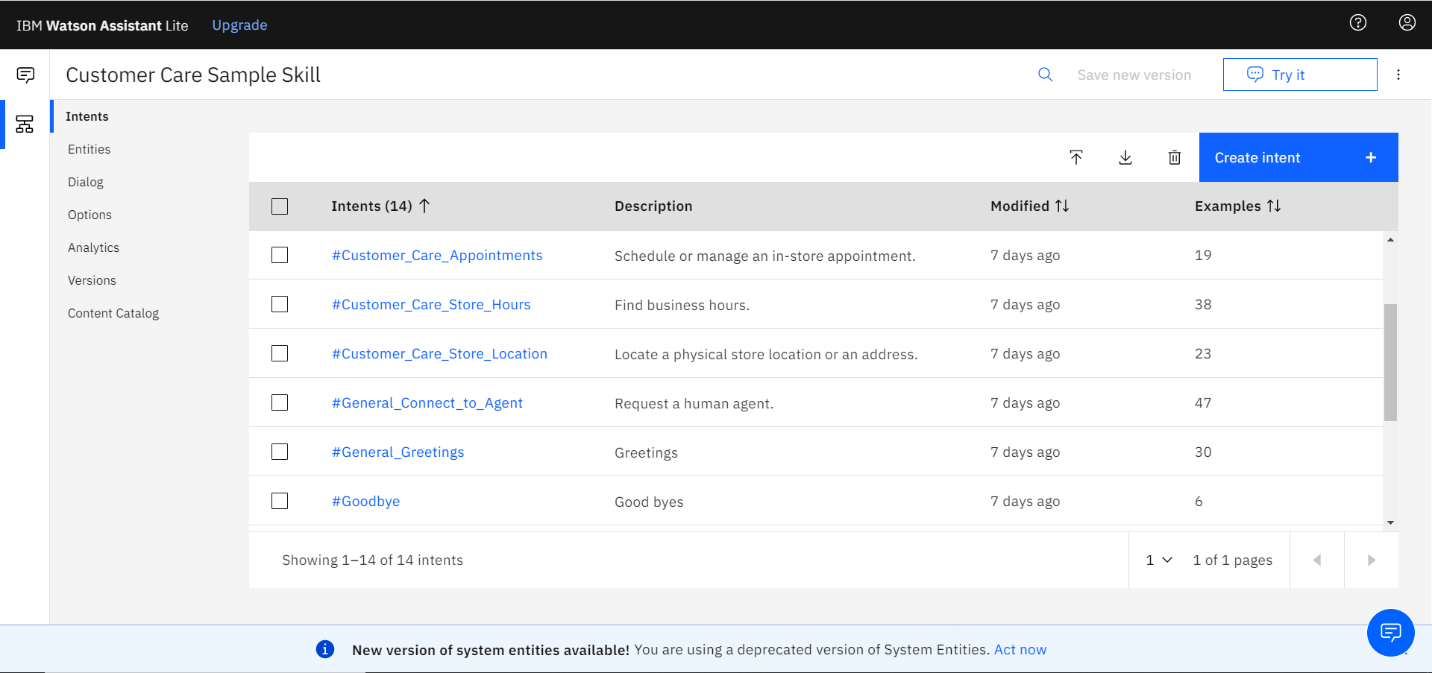 IBM Watson Assistant Lite Upgrade
Customer Care Sample Skill Save new version Try it
Intents
Entities
Dialog
Options
Analytics
Versions
Content Catalog
Create intent +
Intents (14) Description Modified Examples
#Customer_Care_Appointments Schedule or manage an in-store appointment. 7 days ago 19
#Customer_Care_Store_Hours Find business hours. 7 days ago 38
#Customer_Care_Store_Location Locate a physical store location or an address. 7 days ago 23
#General_Connect_to_Agent Request a human agent. 7 days ago 47
#General_Greetings Greetings 7 days ago 30
#Goodbye Good byes 7 days ago 6
Showing 1–14 of 14 intents 1 1 of 1 pages
New version of system entities available! You are using a deprecated version of System Entities. Act now